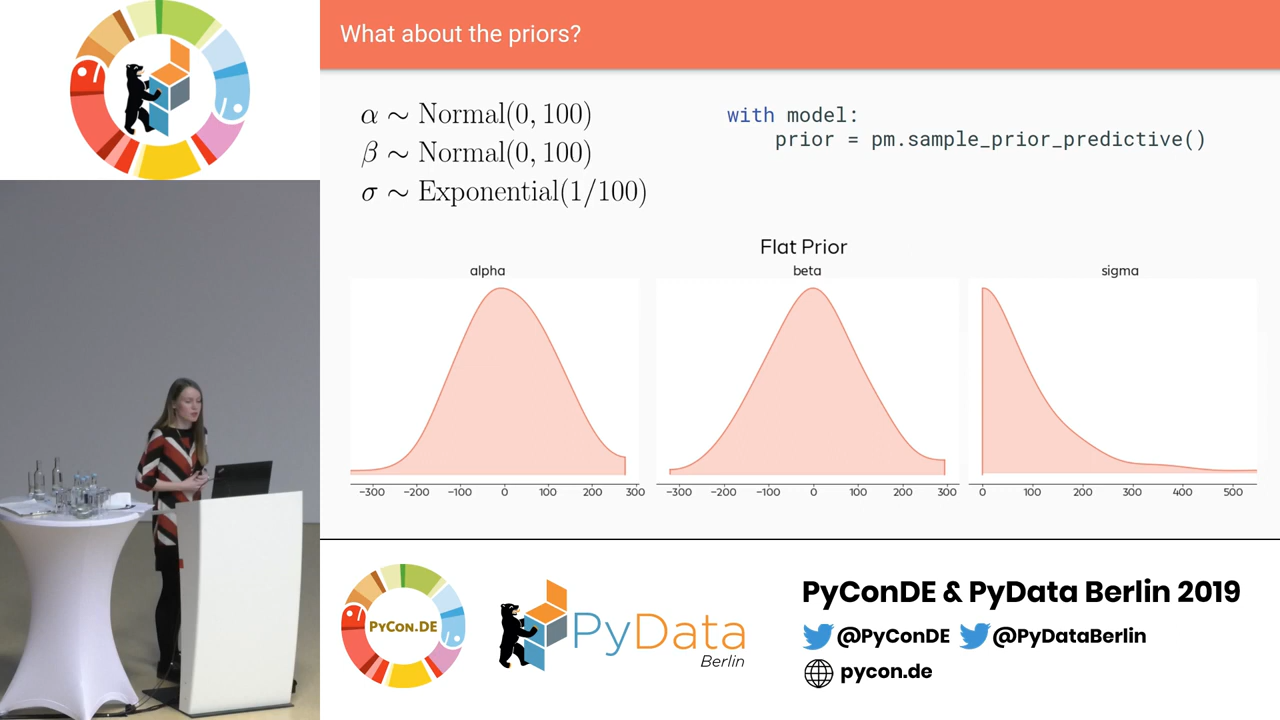 What about the priors?
α ∼ Normal(0, 100)
β ∼ Normal(0, 100)
σ ∼ Exponential(1/100)
with model:
prior = pm.sample_prior_predictive()
Flat Prior
alpha
beta
sigma
−300 −200 −100 0 100 200 300
−300 −200 −100 0 100 200 300
0 100 200 300 400 500
PYCON.DE
PyData
Berlin
PyConDE & PyData Berlin 2019
@PyConDE @PyDataBerlin
pycon.de